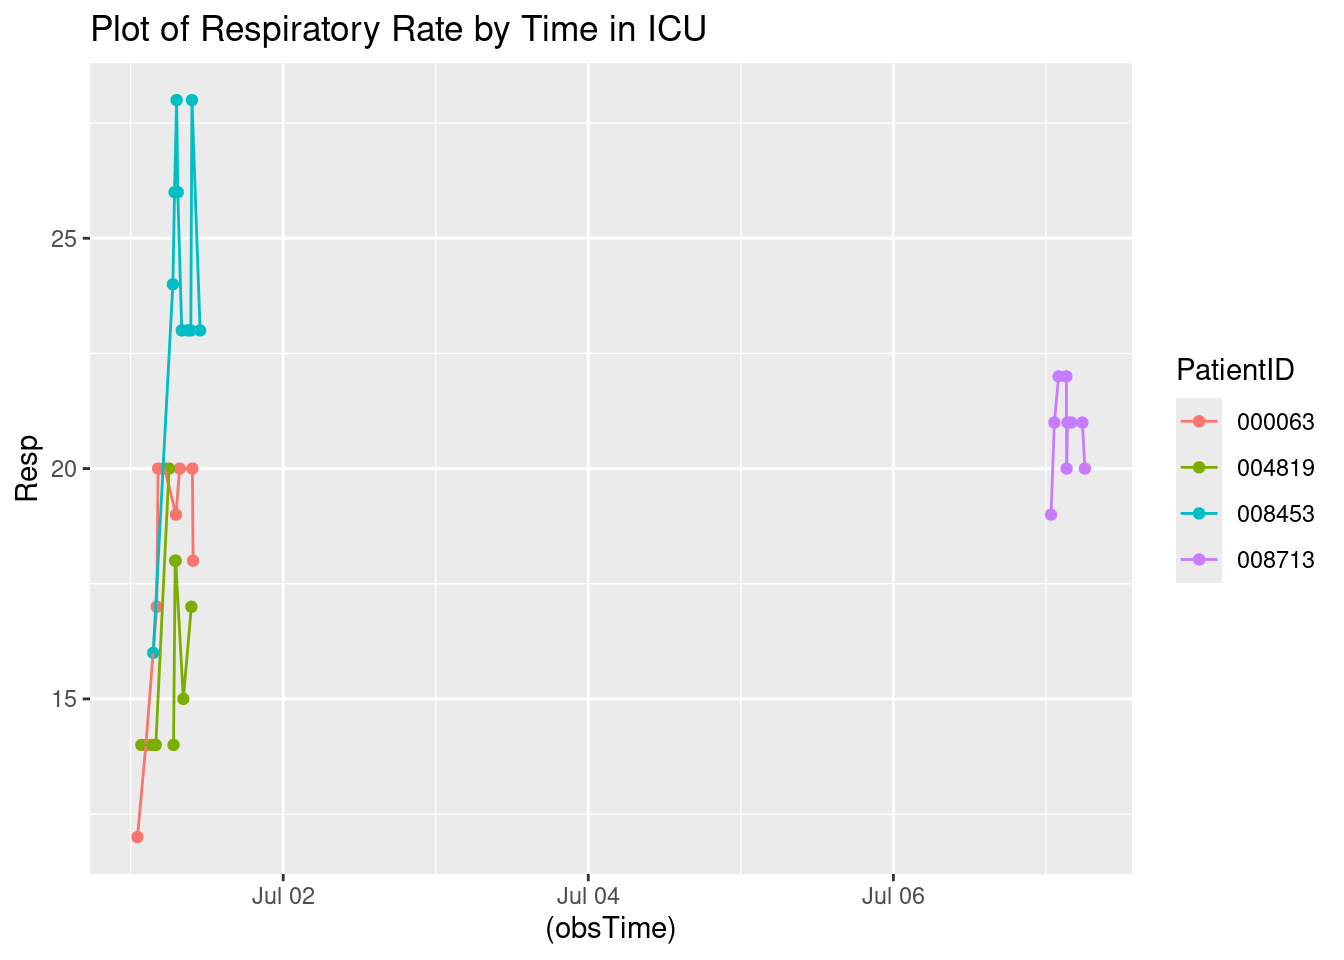 Plot of Respiratory Rate by Time in ICU
25
20
15
Resp
Jul 02
Jul 04
Jul 06
(obsTime)
PatientID
000063
004819
008453
008713